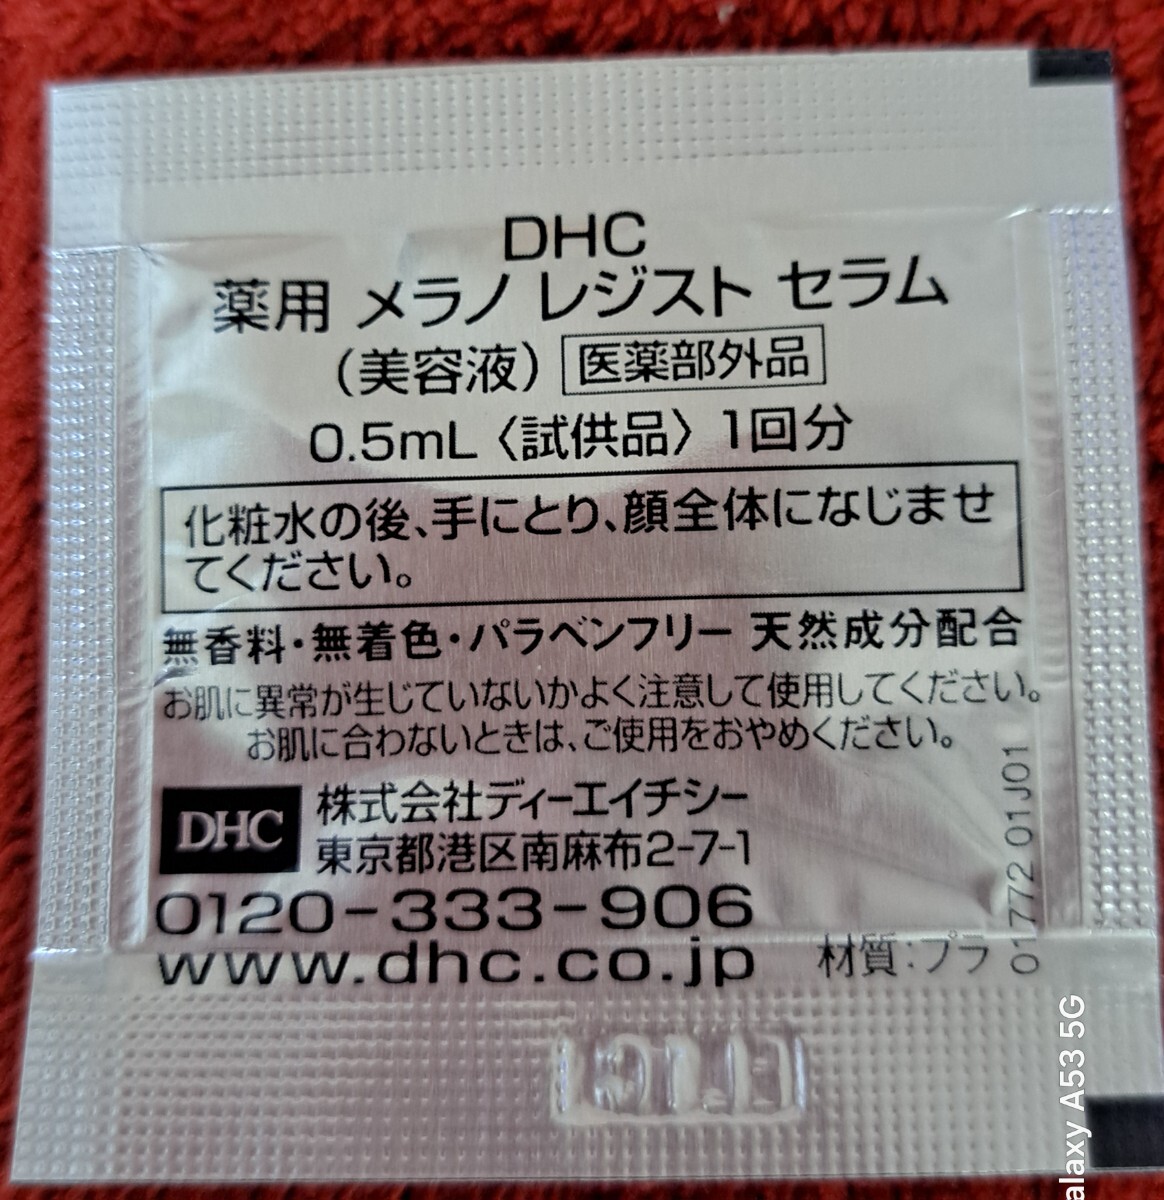 DHC
薬用 メラノ レジスト セラム
(美容液) 医薬部外品
0.5mL〈試供品〉1回分
化粧水の後、手にとり、顔全体になじませ
てください。
無香料・無着色・パラベンフリー 天然成分配合
お肌に異常が生じていないかよく注意して使用してください。
お肌に合わないときは、ご使用をおやめください。
DHC
株式会社ディーエイチシー
東京都港区南麻布2-7-1
0120-333-906
www.dhc.co.jp
材質:プラ
01772 01J01
alaxy A53 5G